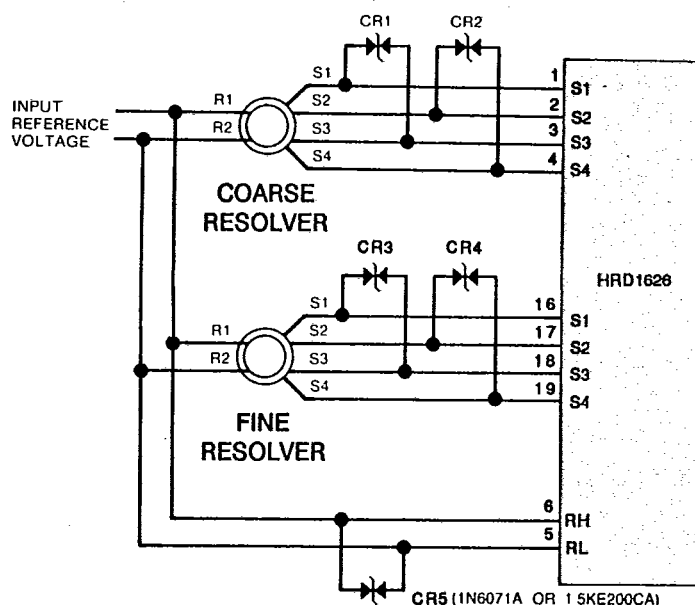 CR1
CR2
INPUT
REFERENCE
VOLTAGE
R1
R2
S1
S2
S3
S4
1
2
3
4
S1
S2
S3
S4
COARSE
RESOLVER
CR3
CR4
HRD1626
R1
R2
S1
S2
S3
S4
16
17
18
19
S1
S2
S3
S4
FINE
RESOLVER
6
5
RH
RL
CR5 (1N6071A OR 1 5KE200CA)